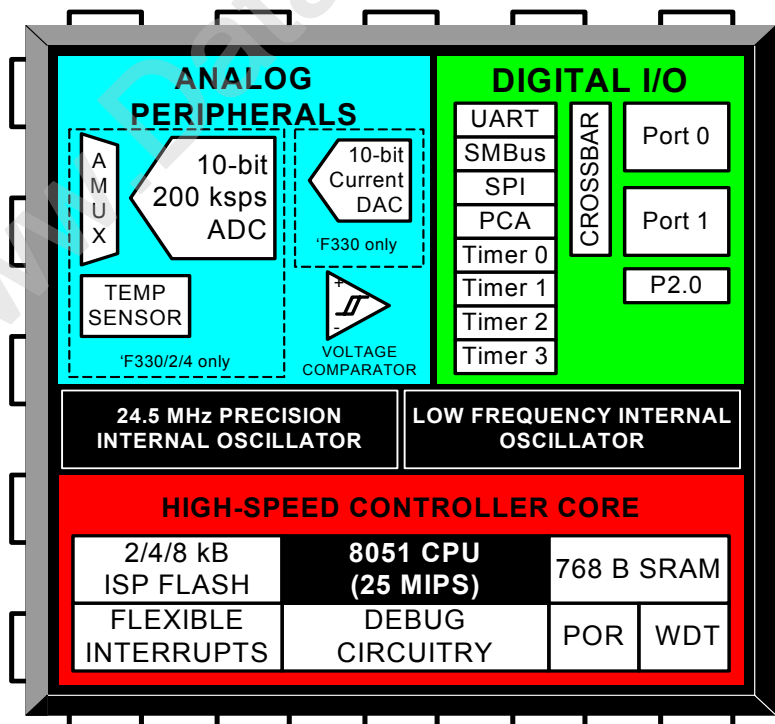 ANALOG
PERIPHERALS
A
M
U
X
10-bit
200 ksps
ADC
10-bit
Current
DAC
'F330 only
TEMP
SENSOR
'F330/2/4 only
+
-
VOLTAGE
COMPARATOR
DIGITAL I/O
UART
SMBus
SPI
PCA
Timer 0
Timer 1
Timer 2
Timer 3
CROSSBAR
Port 0
Port 1
P2.0
24.5 MHz PRECISION
INTERNAL OSCILLATOR
LOW FREQUENCY INTERNAL
OSCILLATOR
HIGH-SPEED CONTROLLER CORE
2/4/8 kB
ISP FLASH
8051 CPU
(25 MIPS)
768 B SRAM
FLEXIBLE
INTERRUPTS
DEBUG
CIRCUITRY
POR
WDT
www.Data